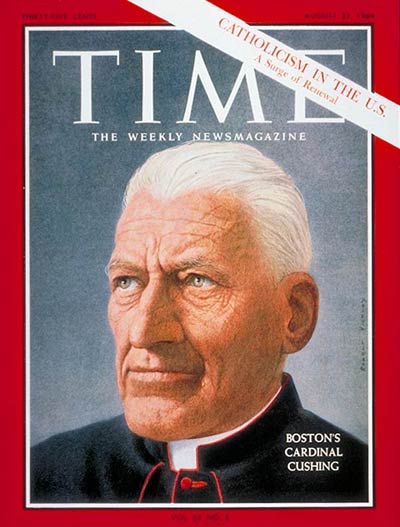 THIRTY-FIVE CENTS
AUGUST 21, 1964
CATHOLICISM IN THE U.S.
A Surge of Renewal
TIME
THE WEEKLY NEWSMAGAZINE
BOSTON'S
CARDINAL
CUSHING